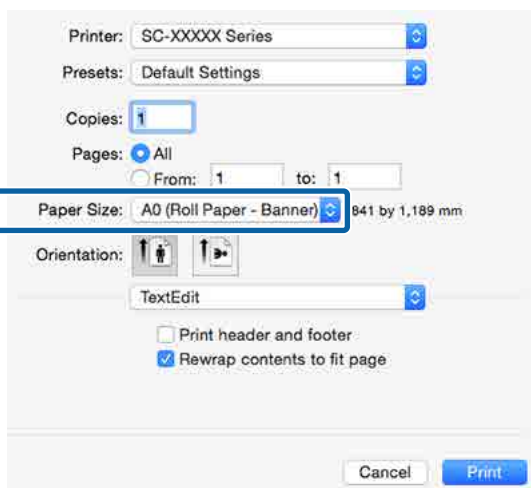 Printer: SC-XXXXX Series
Presets: Default Settings
Copies: 1
Pages: All
From: 1 to: 1
Paper Size: A0 (Roll Paper - Banner) 841 by 1,189 mm
Orientation:
TextEdit
Print header and footer
Rewrap contents to fit page
Cancel Print